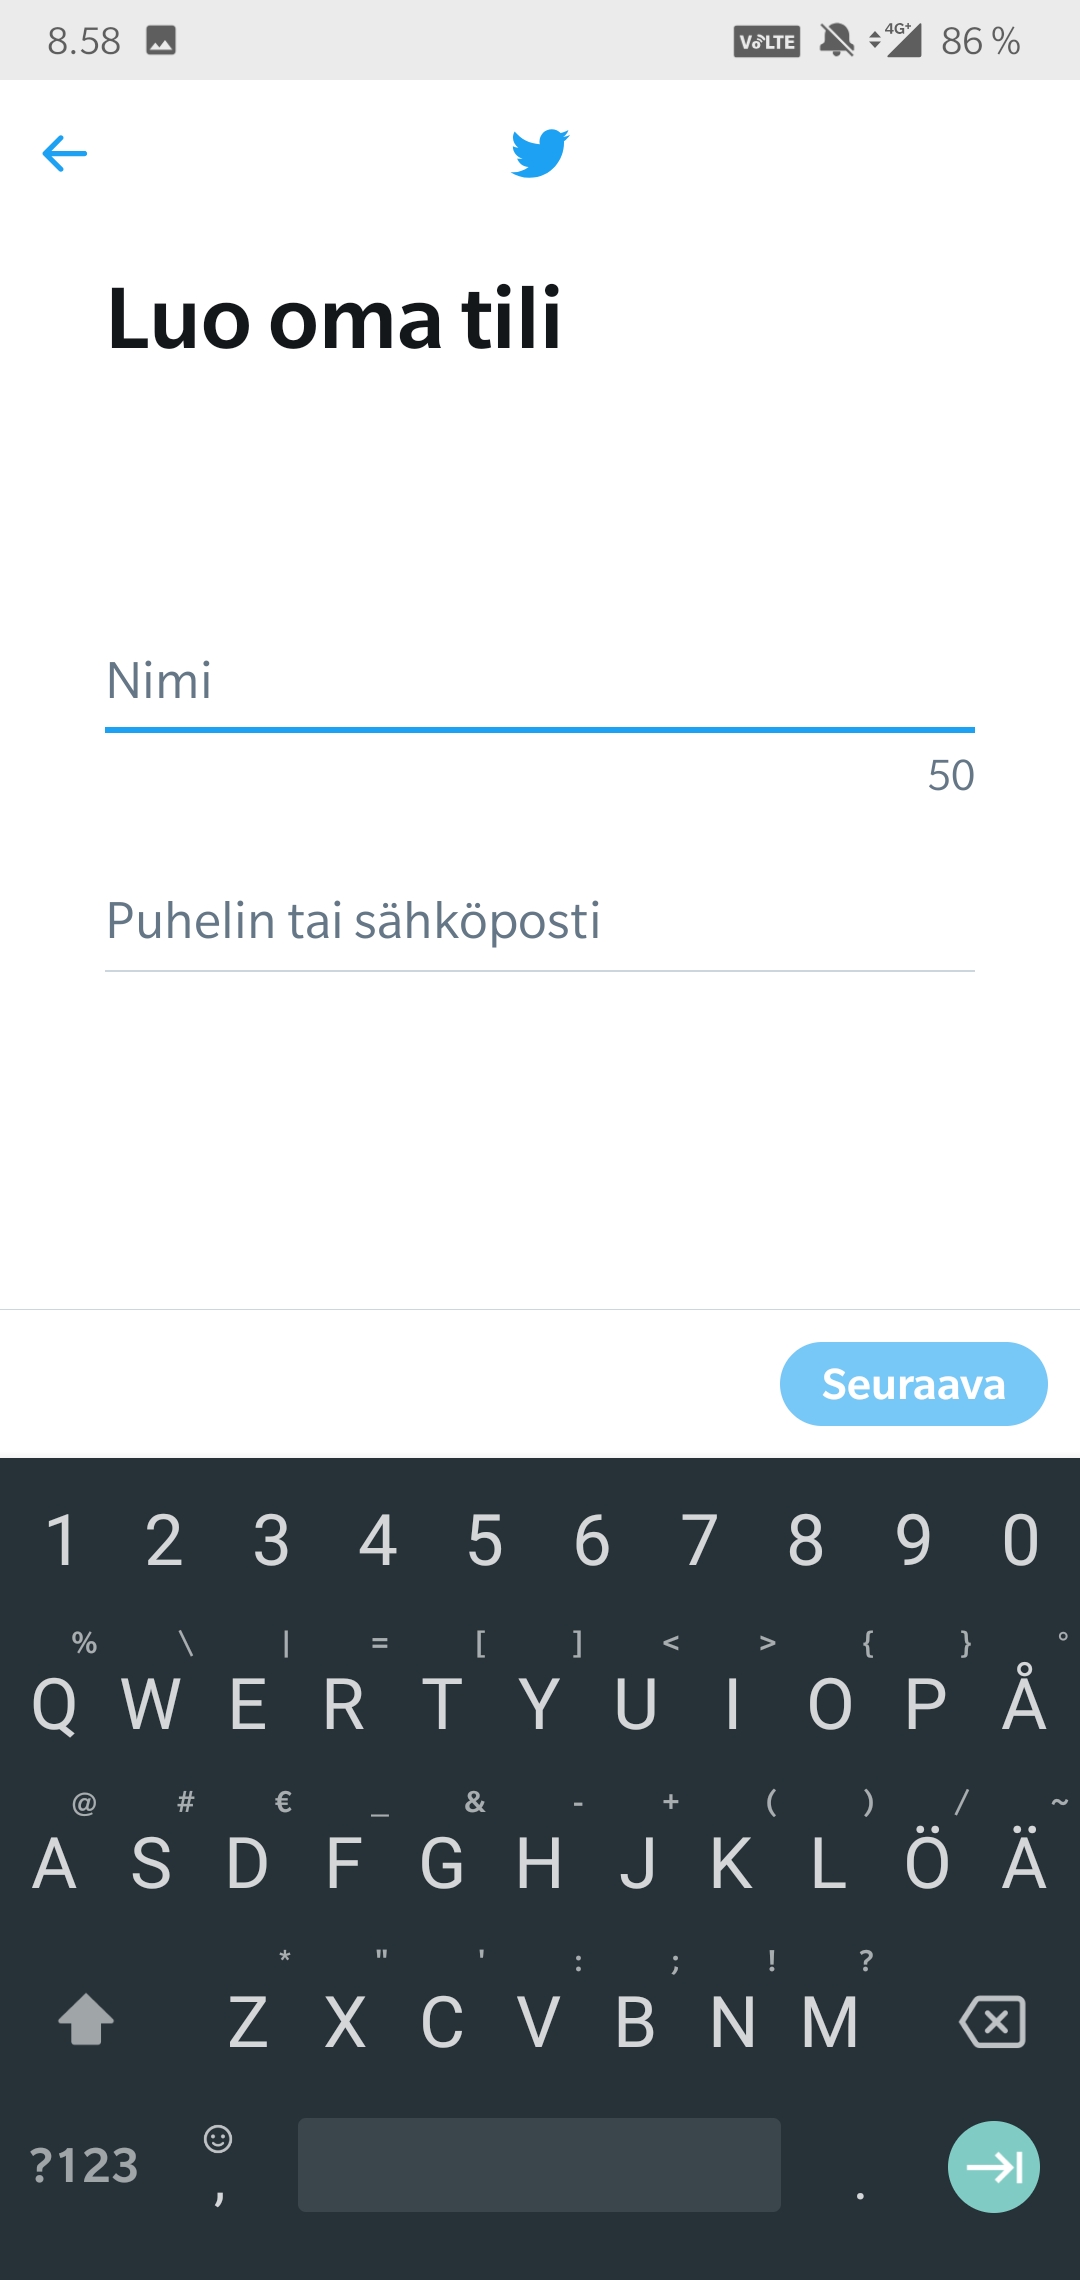 8.58 VoLTE 4G+ 86 %
Luo oma tili
Nimi
50
Puhelin tai sähköposti
Seuraava
1 2 3 4 5 6 7 8 9 0
% \ | = [ ] < > { } °
Q W E R T Y U I O P Å
@ # € _ & - + ( ) / ~
A S D F G H J K L Ö Ä
* " ' : ; ! ?
Z X C V B N M
?123 , .